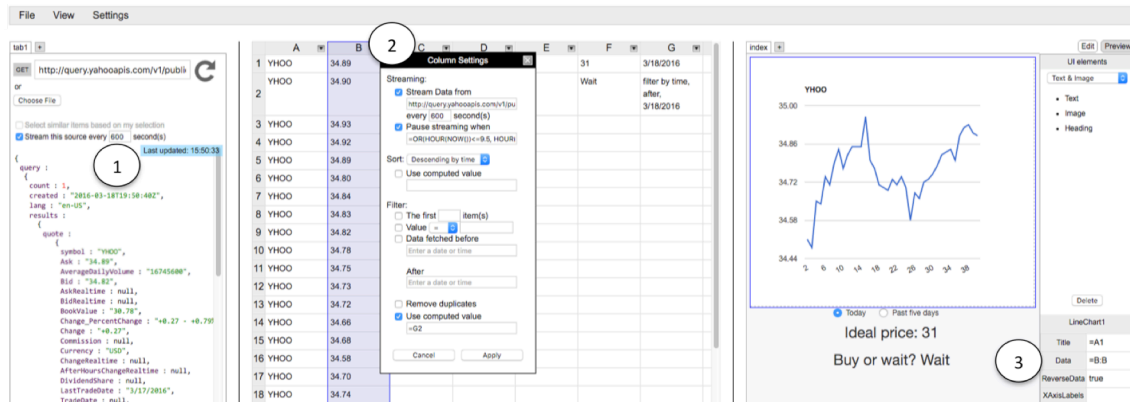 File View Settings
tab1 +
GET http://query.yahooapis.com/v1/publi
or
Choose File
Select similar items based on my selection
Stream this source every 600 second(s)
Last updated: 15:50:33
1
{
query :
{
count : 1,
created : "2016-03-18T19:50:40Z",
lang : "en-US",
results :
{
quote :
{
symbol : "YHOO",
Ask : "34.89",
AverageDailyVolume : "16745600",
Bid : "34.82",
AskRealtime : null,
BidRealtime : null,
BookValue : "30.78",
Change_PercentChange : "+0.27 - +0.79%
Change : "+0.27",
Commission : null,
Currency : "USD",
ChangeRealtime : null,
AfterHoursChangeRealtime : null,
DividendShare : null,
LastTradeDate : "3/17/2016",
TradeDate : null,
A B C D E F G
1 YHOO 34.89 31 3/18/2016
2 YHOO 34.90 Wait filter by time,
after,
3/18/2016
3 YHOO 34.93
4 YHOO 34.92
5 YHOO 34.89
6 YHOO 34.80
7 YHOO 34.84
8 YHOO 34.83
9 YHOO 34.82
10 YHOO 34.78
11 YHOO 34.75
12 YHOO 34.73
13 YHOO 34.72
14 YHOO 34.66
15 YHOO 34.68
16 YHOO 34.58
17 YHOO 34.70
18 YHOO 34.74
2
Column Settings
Streaming:
Stream Data from
http://query.yahooapis.com/v1/pu
every 600 second(s)
Pause streaming when
=OR(HOUR(NOW())<=9.5, HOUR(
Sort: Descending by time
Use computed value
Filter:
The first item(s)
Value =
Data fetched before
Enter a date or time
After
Enter a date or time
Remove duplicates
Use computed value
=G2
Cancel Apply
index +
Edit Preview
YHOO
35.00
34.86
34.72
34.58
34.44
2 6 10 14 18 22 26 30 34 38
Today Past five days
Ideal price: 31
Buy or wait? Wait
UI elements
Text & Image
• Text
• Image
• Heading
Delete
LineChart1
3
Title =A1
Data =B:B
ReverseData true
XAxisLabels